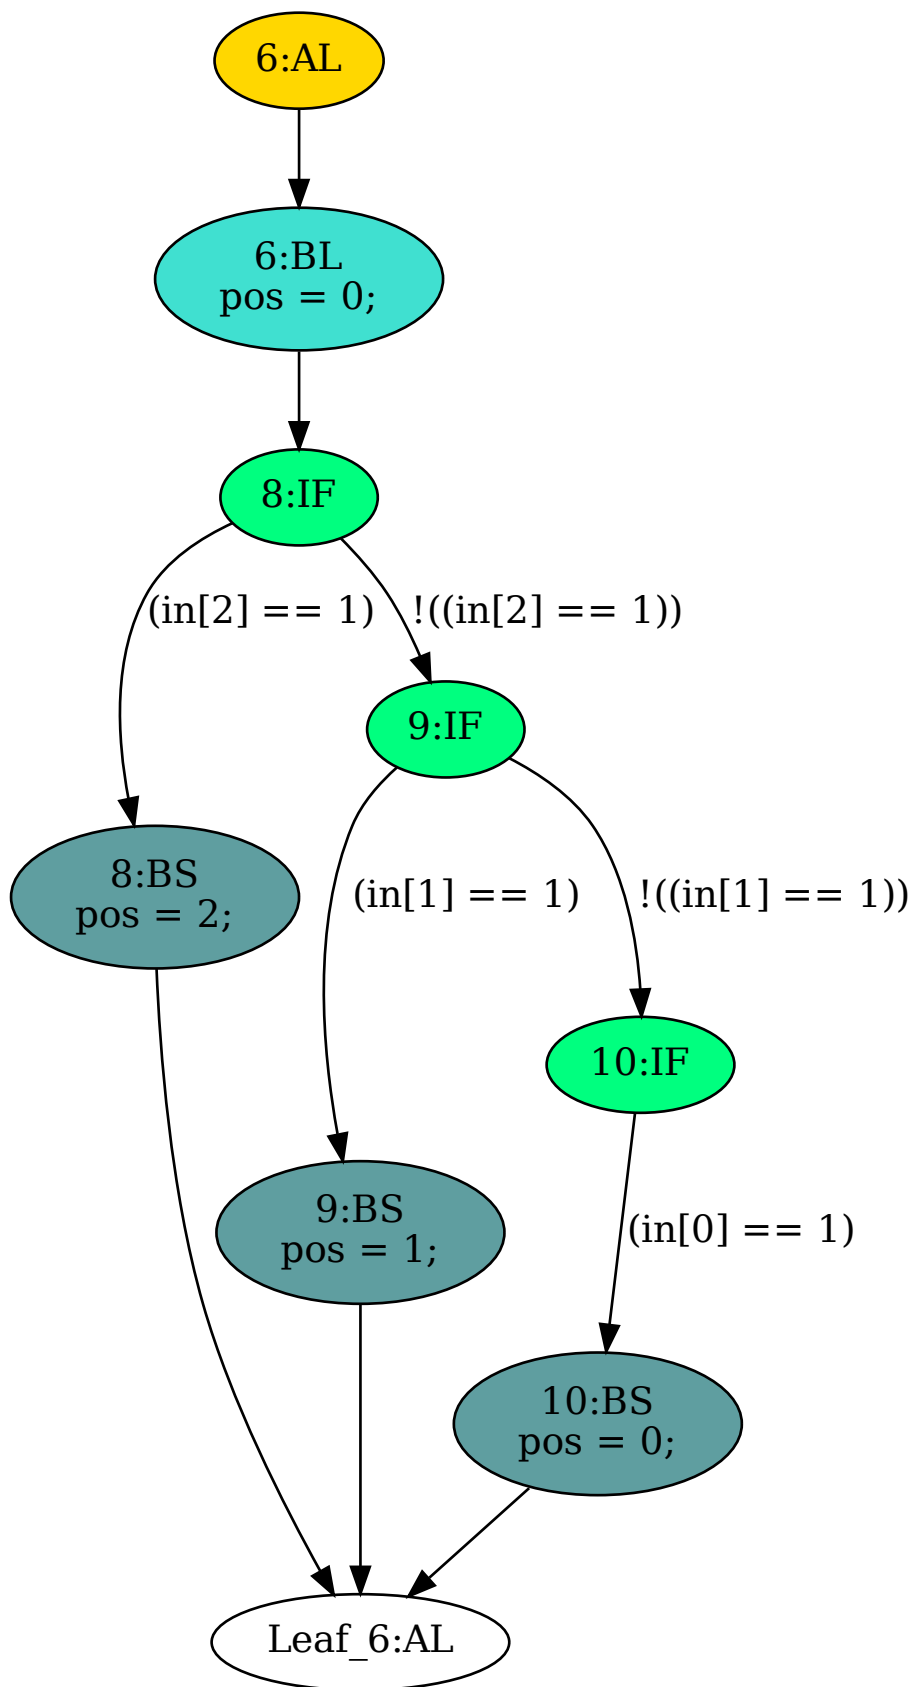 6:AL
6:BL
pos = 0;
8:IF
(in[2] == 1)
!((in[2] == 1))
9:IF
8:BS
pos = 2;
(in[1] == 1)
!((in[1] == 1))
10:IF
9:BS
pos = 1;
(in[0] == 1)
10:BS
pos = 0;
Leaf_6:AL